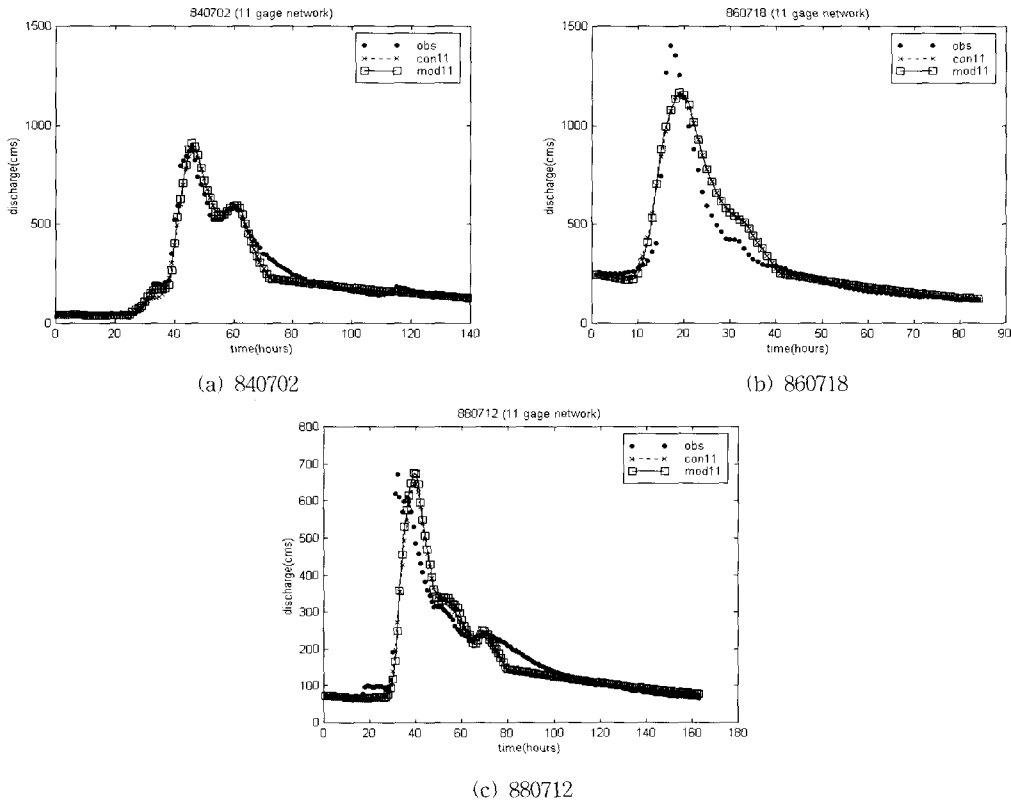 840702 (11 gage network)
1500
1000
500
0
discharge(cms)
0 20 40 60 80 100 120 140
time(hours)
obs
con11
mod11
(a) 840702
860718 (11 gage network)
1500
1000
500
0
discharge(cms)
0 10 20 30 40 50 60 70 80 90
time(hours)
obs
con11
mod11
(b) 860718
880712 (11 gage network)
800
700
600
500
400
300
200
100
0
discharge(cms)
0 20 40 60 80 100 120 140 160 180
time(hours)
obs
con11
mod11
(c) 880712